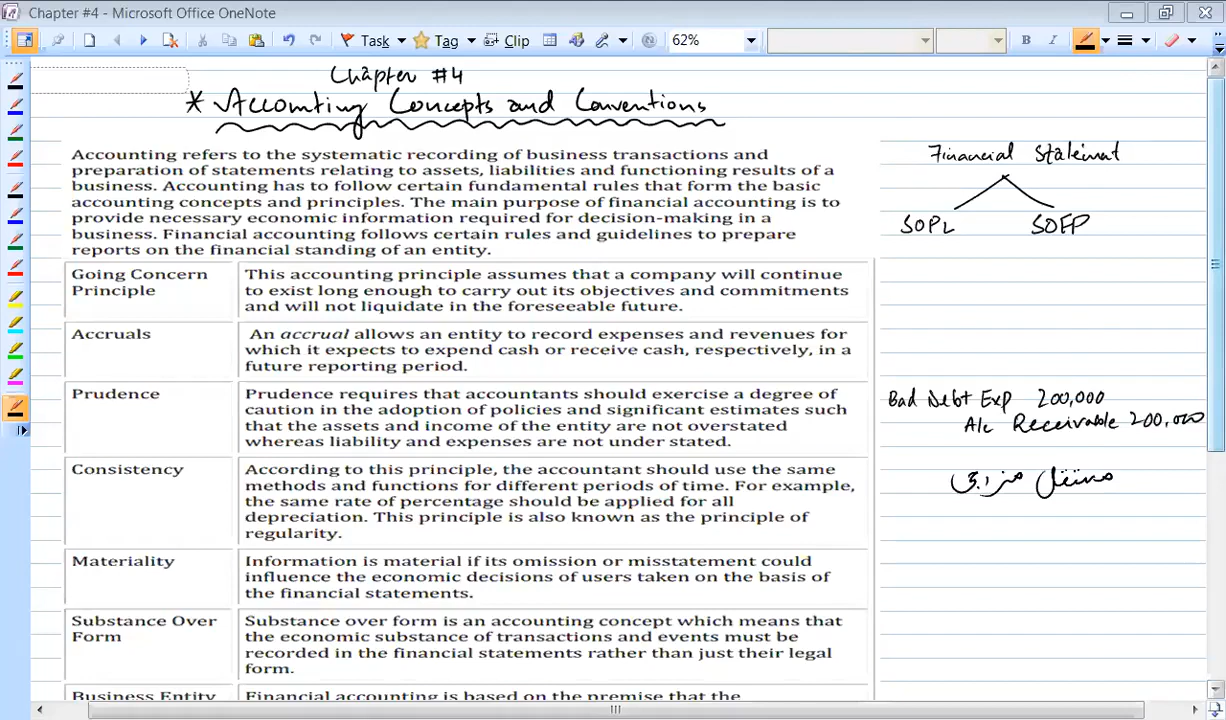 Chapter #4 - Microsoft Office OneNote
Task
Tag
Clip
62%
B I
Chapter #4
* Accounting Concepts and Conventions
Accounting refers to the systematic recording of business transactions and
preparation of statements relating to assets, liabilities and functioning results of a
business. Accounting has to follow certain fundamental rules that form the basic
accounting concepts and principles. The main purpose of financial accounting is to
provide necessary economic information required for decision-making in a
business. Financial accounting follows certain rules and guidelines to prepare
reports on the financial standing of an entity.
Financial Statement
SOPL SOFP
Going Concern
Principle
This accounting principle assumes that a company will continue
to exist long enough to carry out its objectives and commitments
and will not liquidate in the foreseeable future.
Accruals
An accrual allows an entity to record expenses and revenues for
which it expects to expend cash or receive cash, respectively, in a
future reporting period.
Prudence
Prudence requires that accountants should exercise a degree of
caution in the adoption of policies and significant estimates such
that the assets and income of the entity are not overstated
whereas liability and expenses are not under stated.
Bad Debt Exp 200,000
A/c Receivable 200,000
Consistency
According to this principle, the accountant should use the same
methods and functions for different periods of time. For example,
the same rate of percentage should be applied for all
depreciation. This principle is also known as the principle of
regularity.
مستقل مزاجی
Materiality
Information is material if its omission or misstatement could
influence the economic decisions of users taken on the basis of
the financial statements.
Substance Over
Form
Substance over form is an accounting concept which means that
the economic substance of transactions and events must be
recorded in the financial statements rather than just their legal
form.
Business Entity
Financial accounting is based on the premise that the